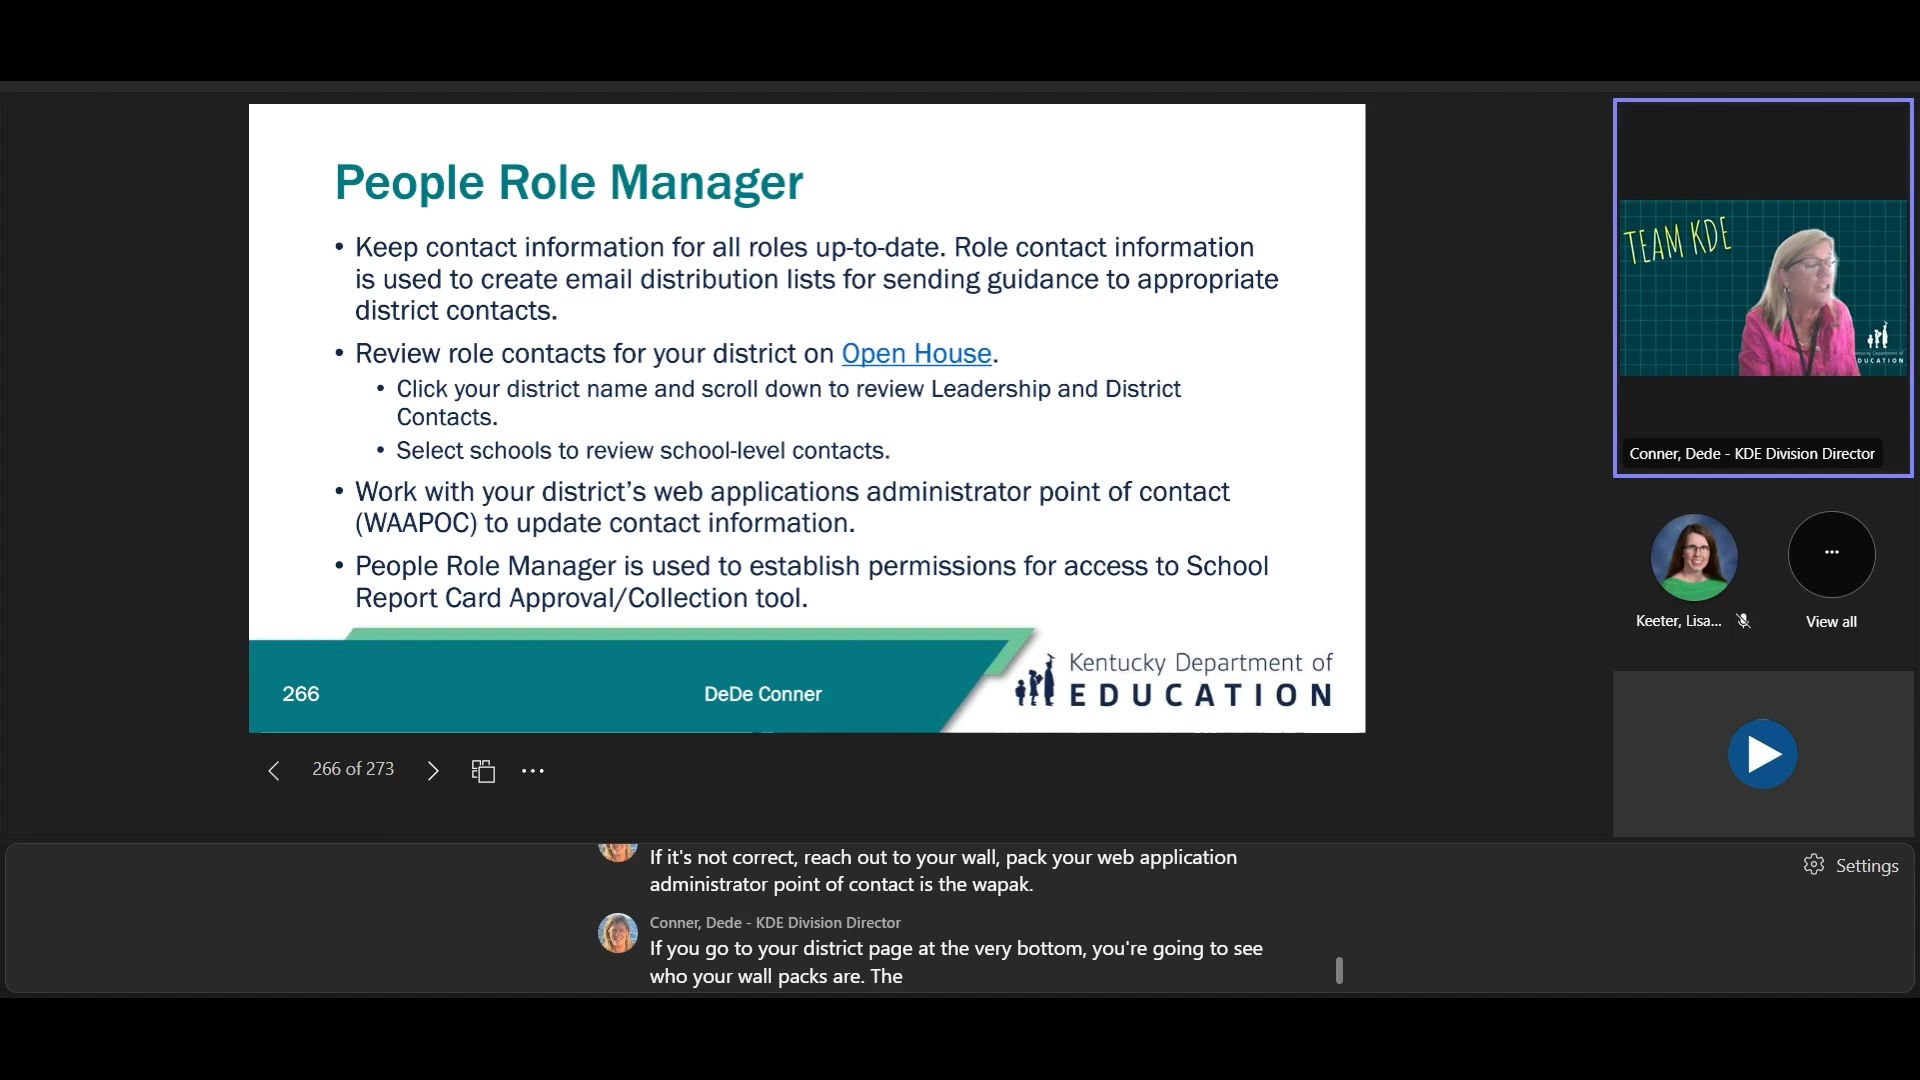 People Role Manager
• Keep contact information for all roles up-to-date. Role contact information
is used to create email distribution lists for sending guidance to appropriate
district contacts.
• Review role contacts for your district on Open House.
• Click your district name and scroll down to review Leadership and District
Contacts.
• Select schools to review school-level contacts.
• Work with your district's web applications administrator point of contact
(WAAPOC) to update contact information.
• People Role Manager is used to establish permissions for access to School
Report Card Approval/Collection tool.
266
DeDe Conner
Kentucky Department of
EDUCATION
266 of 273
TEAM KDE
Kentucky Department of
EDUCATION
Conner, Dede - KDE Division Director
Keeter, Lisa...
View all
If it's not correct, reach out to your wall, pack your web application
administrator point of contact is the wapak.
Conner, Dede - KDE Division Director
If you go to your district page at the very bottom, you're going to see
who your wall packs are. The
Settings